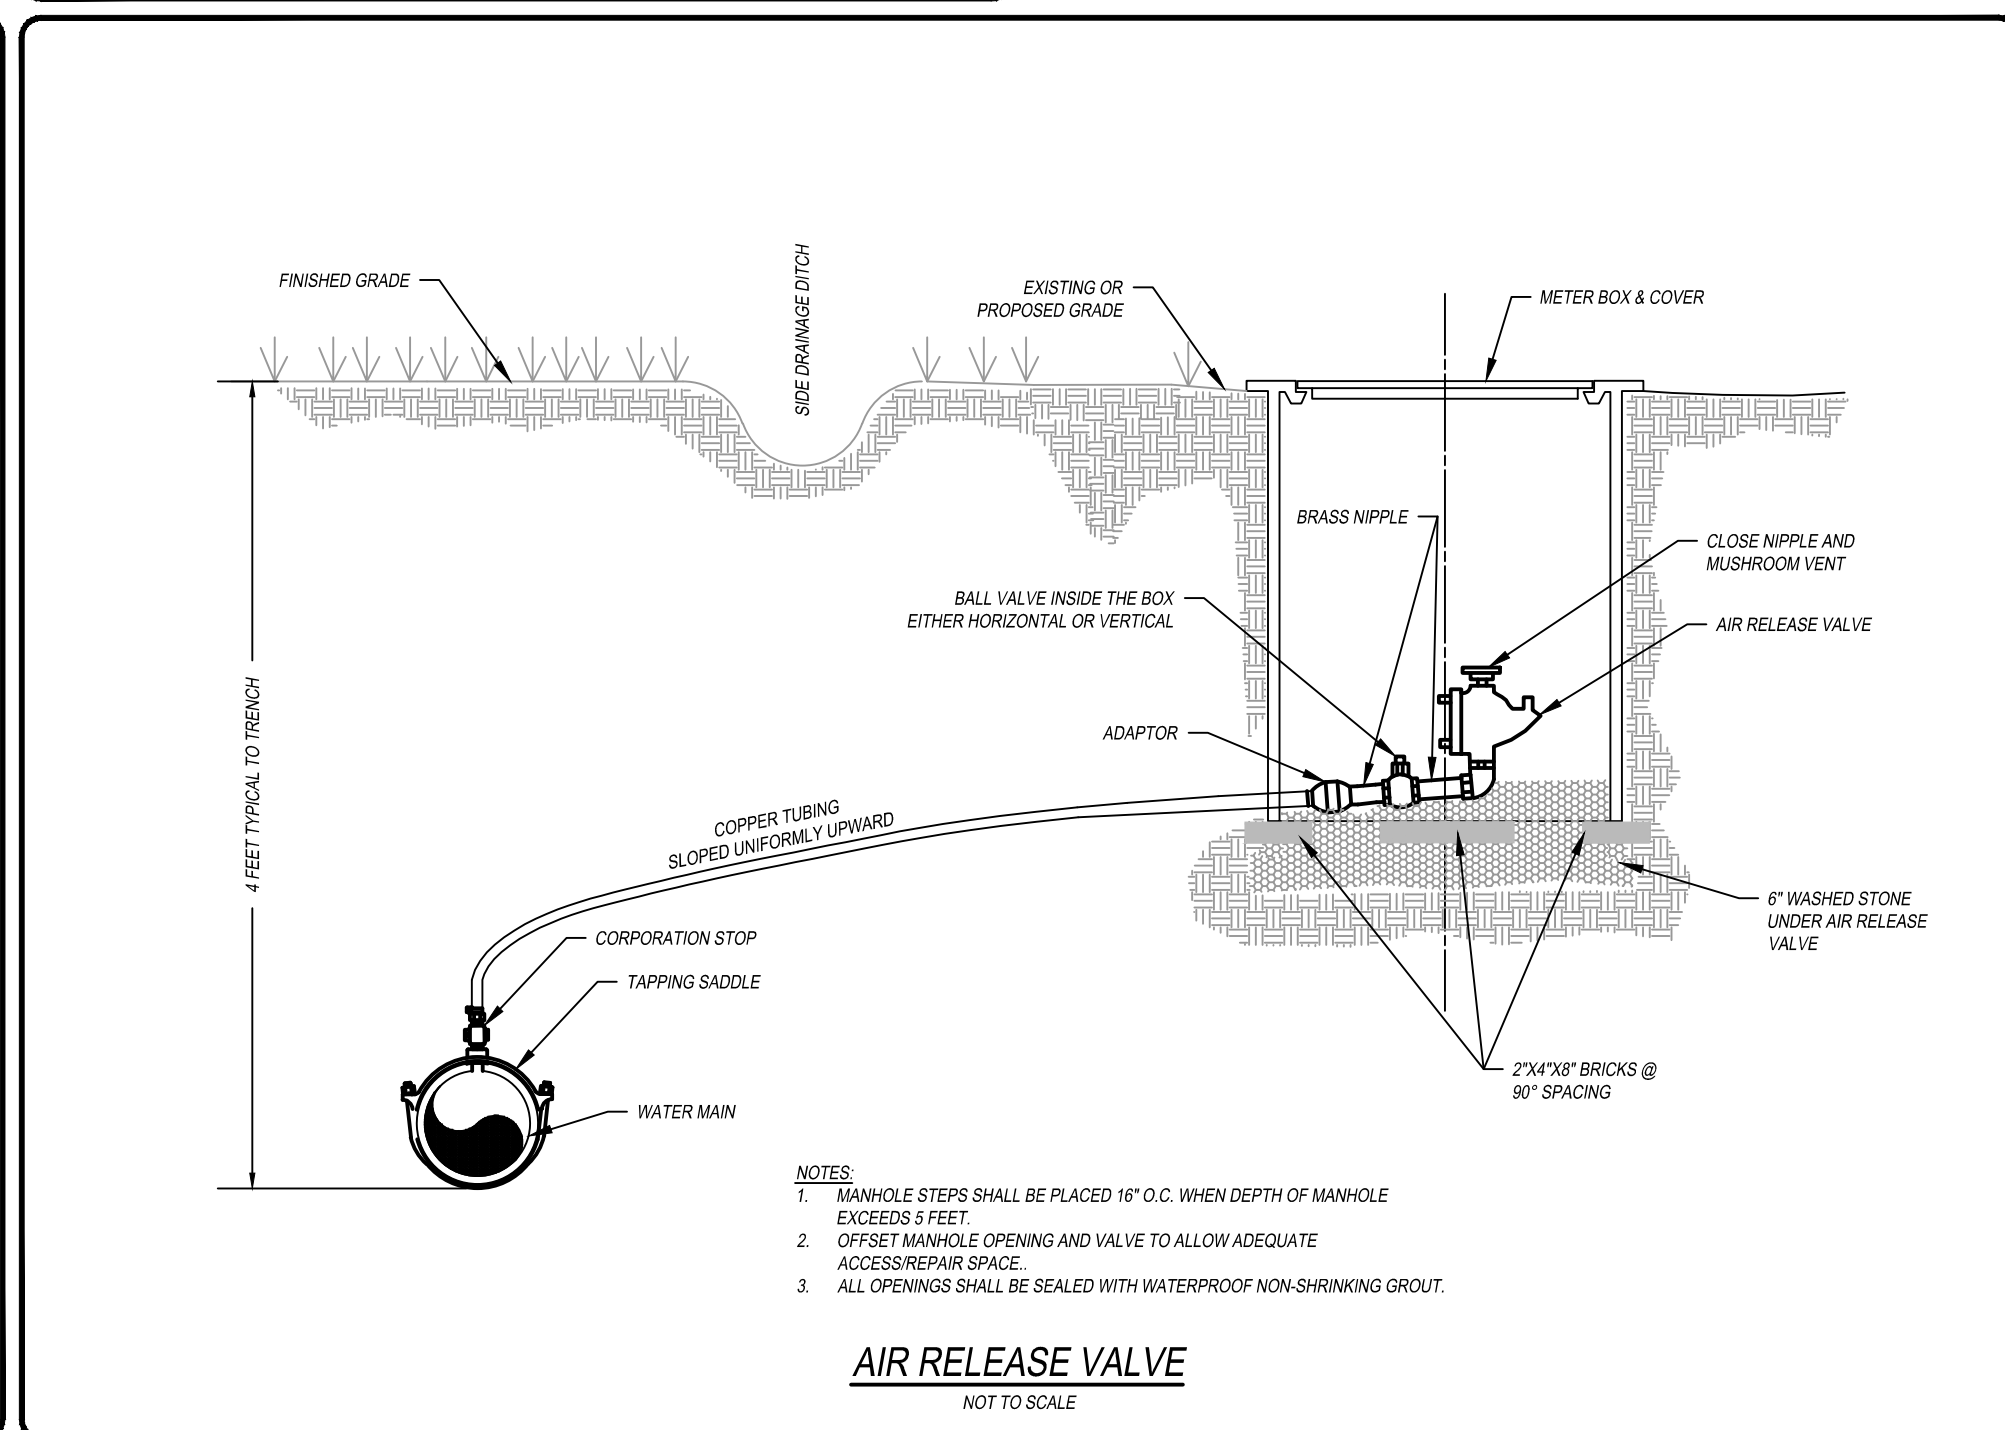 FINISHED GRADE
SIDE DRAINAGE DITCH
EXISTING OR
PROPOSED GRADE
METER BOX & COVER
BRASS NIPPLE
CLOSE NIPPLE AND
MUSHROOM VENT
BALL VALVE INSIDE THE BOX
EITHER HORIZONTAL OR VERTICAL
AIR RELEASE VALVE
ADAPTOR
4 FEET TYPICAL TO TRENCH
COPPER TUBING
SLOPED UNIFORMLY UPWARD
6" WASHED STONE
UNDER AIR RELEASE
VALVE
CORPORATION STOP
TAPPING SADDLE
2"X4"X8" BRICKS @
90° SPACING
WATER MAIN
NOTES:
1. MANHOLE STEPS SHALL BE PLACED 16" O.C. WHEN DEPTH OF MANHOLE
EXCEEDS 5 FEET.
2. OFFSET MANHOLE OPENING AND VALVE TO ALLOW ADEQUATE
ACCESS/REPAIR SPACE..
3. ALL OPENINGS SHALL BE SEALED WITH WATERPROOF NON-SHRINKING GROUT.
AIR RELEASE VALVE
NOT TO SCALE